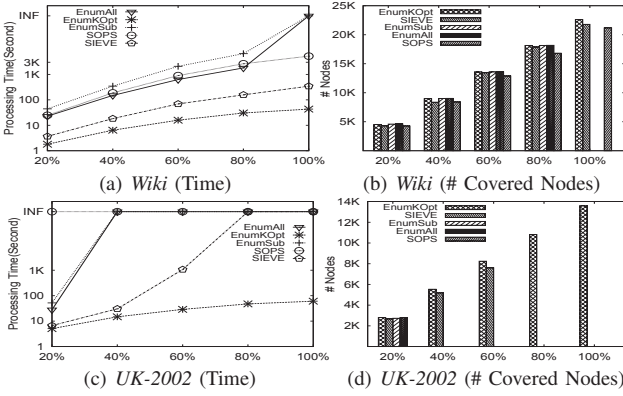 INF
3K
1K
100
10
1
Processing Time(Second)
EnumAll
EnumKOpt
EnumSub
SOPS
SIEVE
20% 40% 60% 80% 100%
(a) Wiki (Time)
25K
20K
15K
10K
5K
# Nodes
EnumKOpt
SIEVE
EnumSub
EnumAll
SOPS
20% 40% 60% 80% 100%
(b) Wiki (# Covered Nodes)
INF
1K
100
10
1
Processing Time(Second)
EnumAll
EnumKOpt
EnumSub
SOPS
SIEVE
20% 40% 60% 80% 100%
(c) UK-2002 (Time)
14K
12K
10K
8K
6K
4K
2K
# Nodes
EnumKOpt
SIEVE
EnumSub
EnumAll
SOPS
20% 40% 60% 80% 100%
(d) UK-2002 (# Covered Nodes)